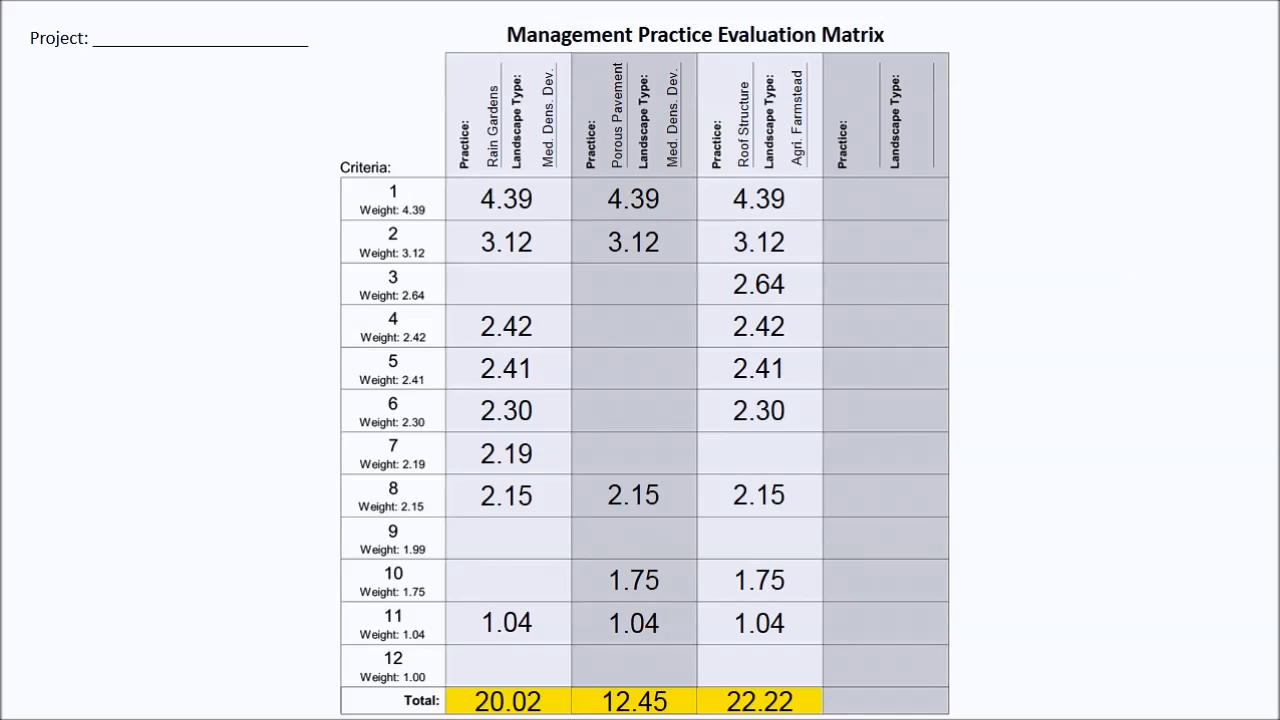 Project: ______________________
Management Practice Evaluation Matrix
Criteria:
Practice:
Rain Gardens
Landscape Type:
Med. Dens. Dev.
Practice:
Porous Pavement
Landscape Type:
Med. Dens. Dev.
Practice:
Roof Structure
Landscape Type:
Agri. Farmstead
Practice:
Landscape Type:
1
Weight: 4.39
4.39 4.39 4.39
2
Weight: 3.12
3.12 3.12 3.12
3
Weight: 2.64
2.64
4
Weight: 2.42
2.42 2.42
5
Weight: 2.41
2.41 2.41
6
Weight: 2.30
2.30 2.30
7
Weight: 2.19
2.19
8
Weight: 2.15
2.15 2.15 2.15
9
Weight: 1.99
10
Weight: 1.75
1.75 1.75
11
Weight: 1.04
1.04 1.04 1.04
12
Weight: 1.00
Total: 20.02 12.45 22.22